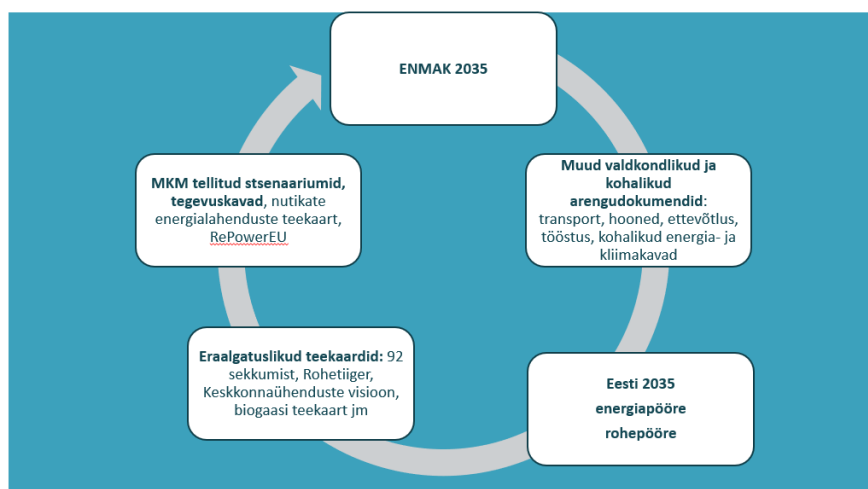 ENMAK 2035
Muud valdkondlikud ja
kohalikud
arengudokumendid:
transport, hooned, ettevõtlus,
tööstus, kohalikud energia- ja
kliimakavad
Eesti 2035
energiapööre
rohepööre
Eraalgatuslikud teekaardid: 92
sekkumist, Rohetiiger,
Keskkonnaühenduste visioon,
biogaasi teekaart jm
MKM tellitud stsenaariumid,
tegevuskavad, nutikate
energialahenduste teekaart,
RePowerEU